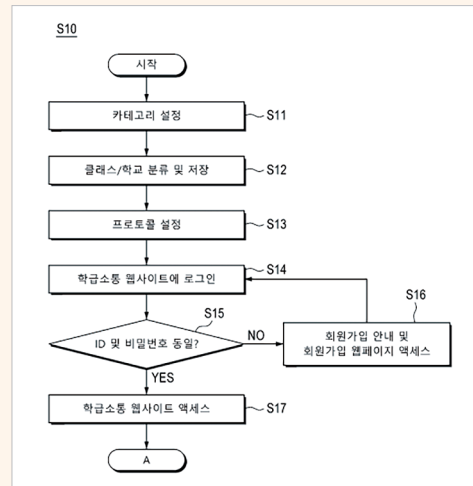 S10
시작
카테고리 설정
S11
클래스/학교 분류 및 저장
S12
프로토콜 설정
S13
학급소통 웹사이트에 로그인
S14
S15
ID 및 비밀번호 동일?
NO
S16
회원가입 안내 및
회원가입 웹페이지 액세스
YES
학급소통 웹사이트 액세스
S17
A